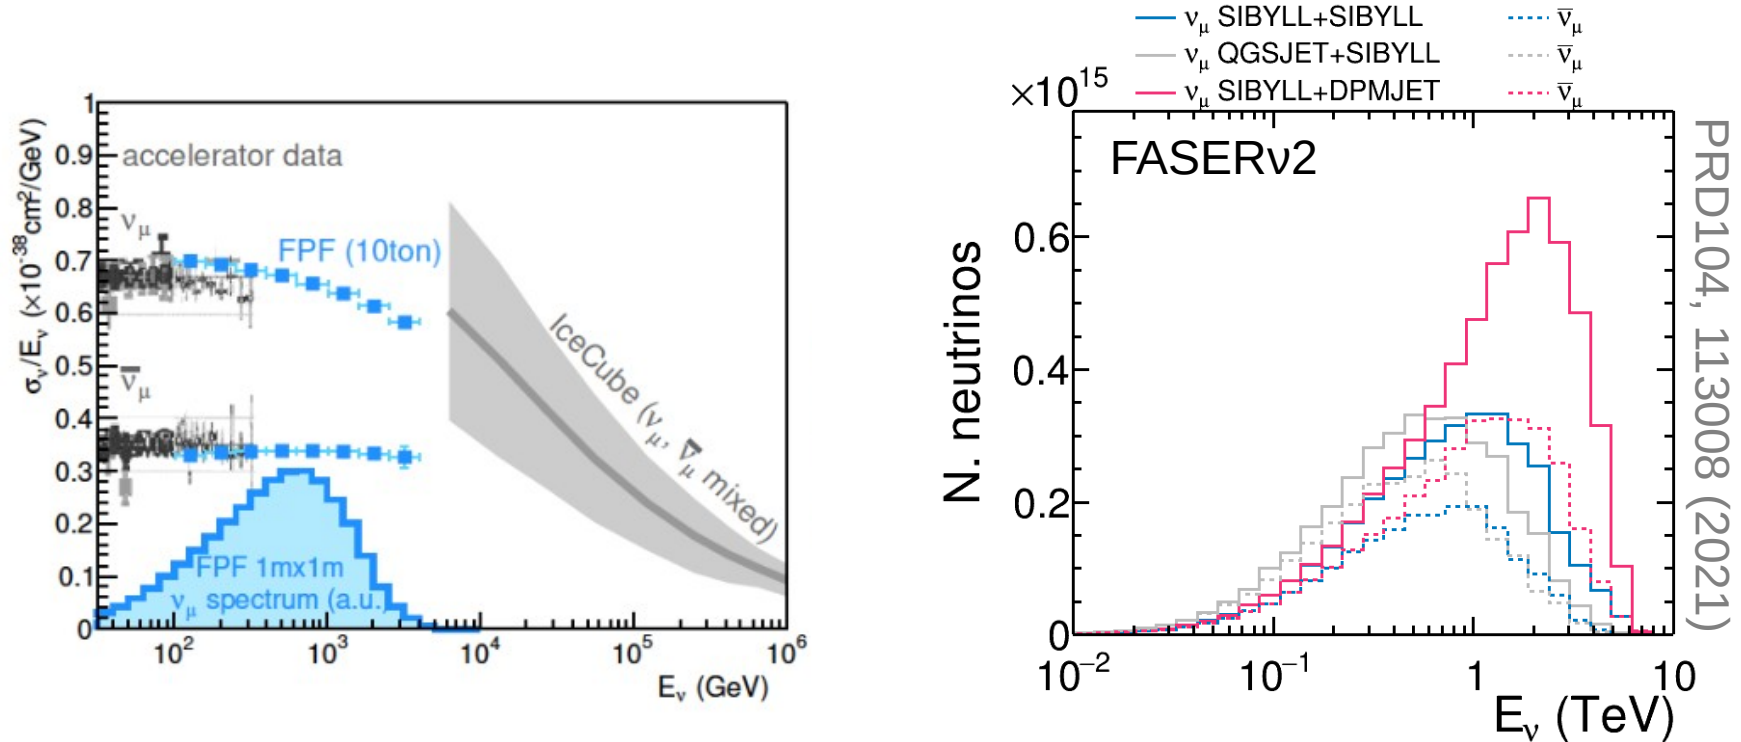 σν/Eν (×10⁻³⁸cm²/GeV)
1
0.9
0.8
0.7
0.6
0.5
0.4
0.3
0.2
0.1
0
accelerator data
νμ
FPF (10ton)
ν̅μ
IceCube (νμ, ν̅μ mixed)
FPF 1mx1m
νμ spectrum (a.u.)
10² 10³ 10⁴ 10⁵ 10⁶
Eν (GeV)
νμ SIBYLL+SIBYLL ν̅μ
νμ QGSJET+SIBYLL ν̅μ
νμ SIBYLL+DPMJET ν̅μ
×10¹⁵
FASERν2
N. neutrinos
0.6
0.4
0.2
0
10⁻² 10⁻¹ 1 10
Eν (TeV)
PRD104, 113008 (2021)